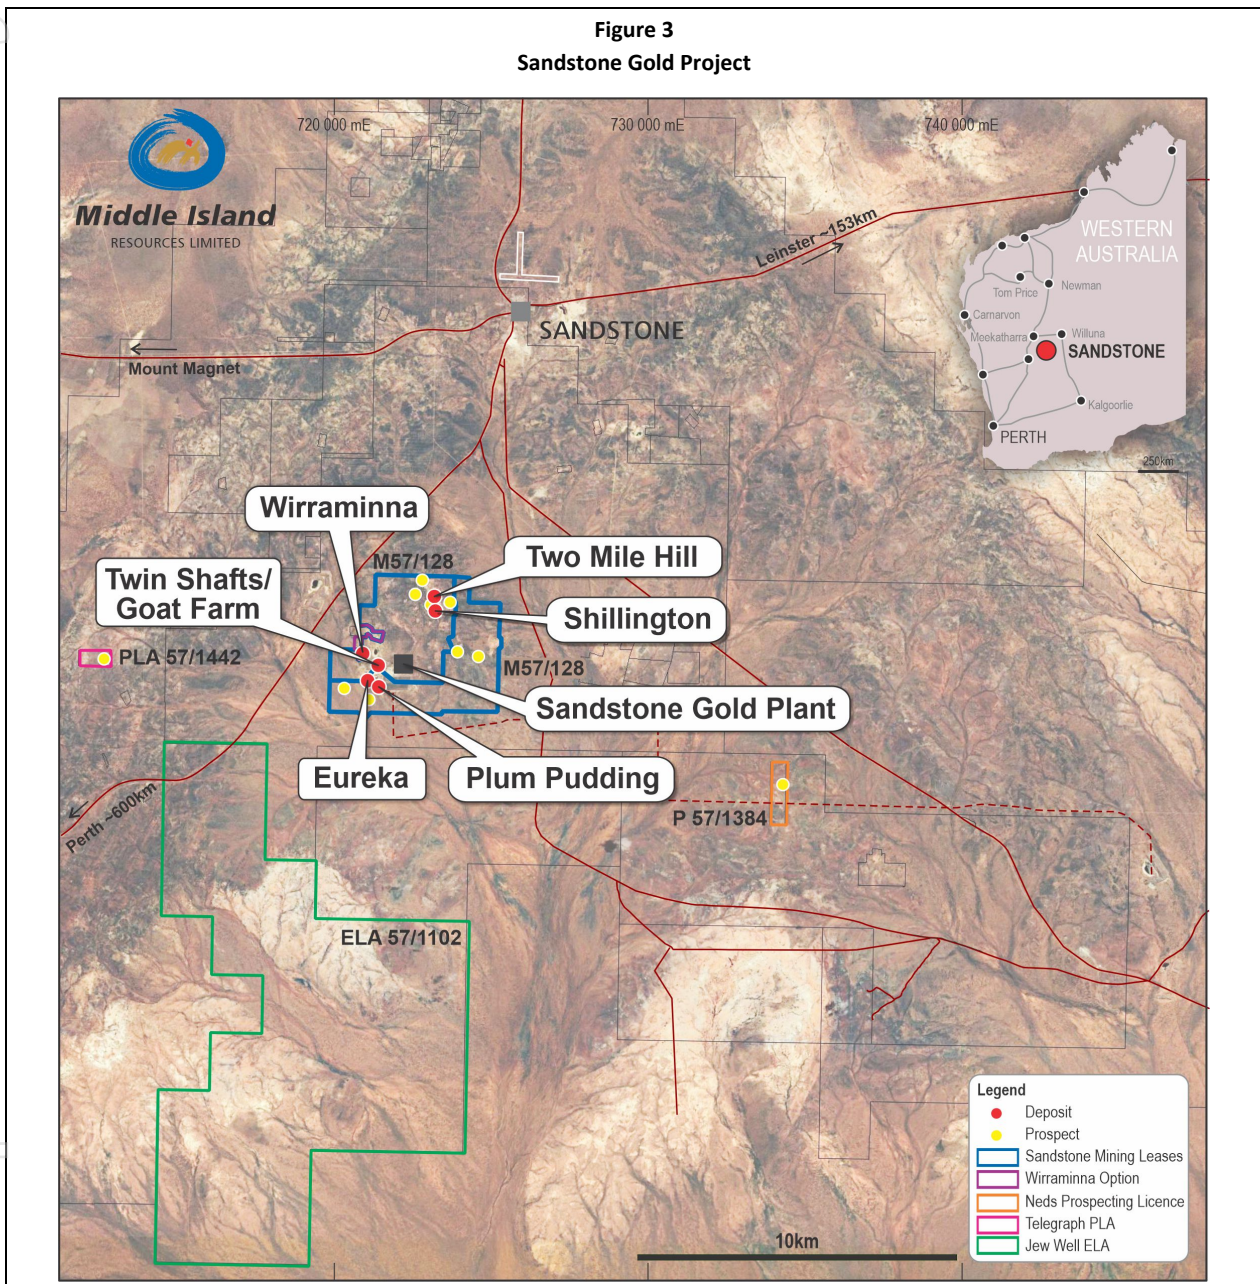 Figure 3
Sandstone Gold Project
720 000 mE
730 000 mE
740 000 mE
Middle Island
RESOURCES LIMITED
Leinster ~153km
WESTERN
AUSTRALIA
Tom Price
Newman
Carnarvon
Meekatharra
Willuna
SANDSTONE
Kalgoorlie
PERTH
250km
SANDSTONE
Mount Magnet
Wirraminna
M57/128
Two Mile Hill
Twin Shafts/
Goat Farm
Shillington
PLA 57/1442
M57/128
Sandstone Gold Plant
Eureka
Plum Pudding
Perth ~600km
P 57/1384
ELA 57/1102
Legend
Deposit
Prospect
Sandstone Mining Leases
Wirraminna Option
Neds Prospecting Licence
Telegraph PLA
Jew Well ELA
10km